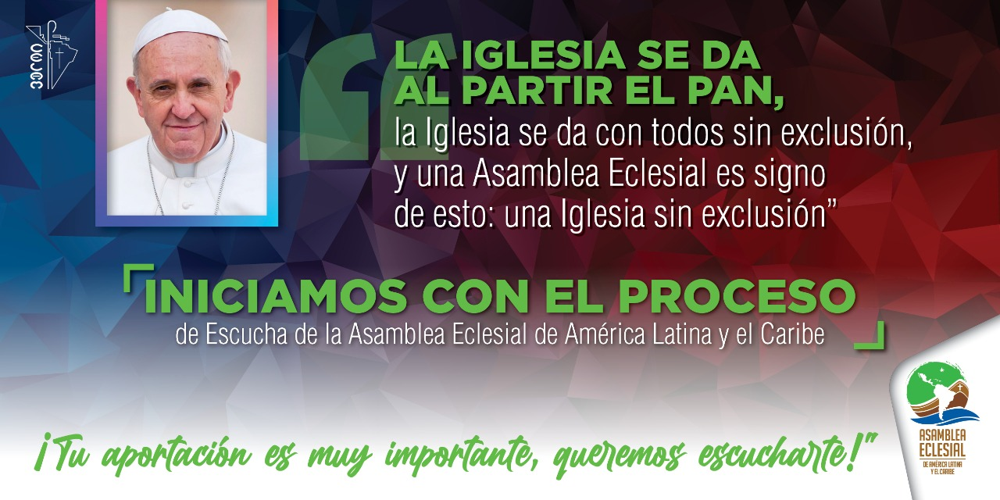 LA IGLESIA SE DA
AL PARTIR EL PAN,
la Iglesia se da con todos sin exclusión,
y una Asamblea Eclesial es signo
de esto: una Iglesia sin exclusión”
INICIAMOS CON EL PROCESO
de Escucha de la Asamblea Eclesial de América Latina y el Caribe
¡Tu aportación es muy importante, queremos escucharte!”
ASAMBLEA
ECLESIAL
DE AMÉRICA LATINA
Y EL CARIBE